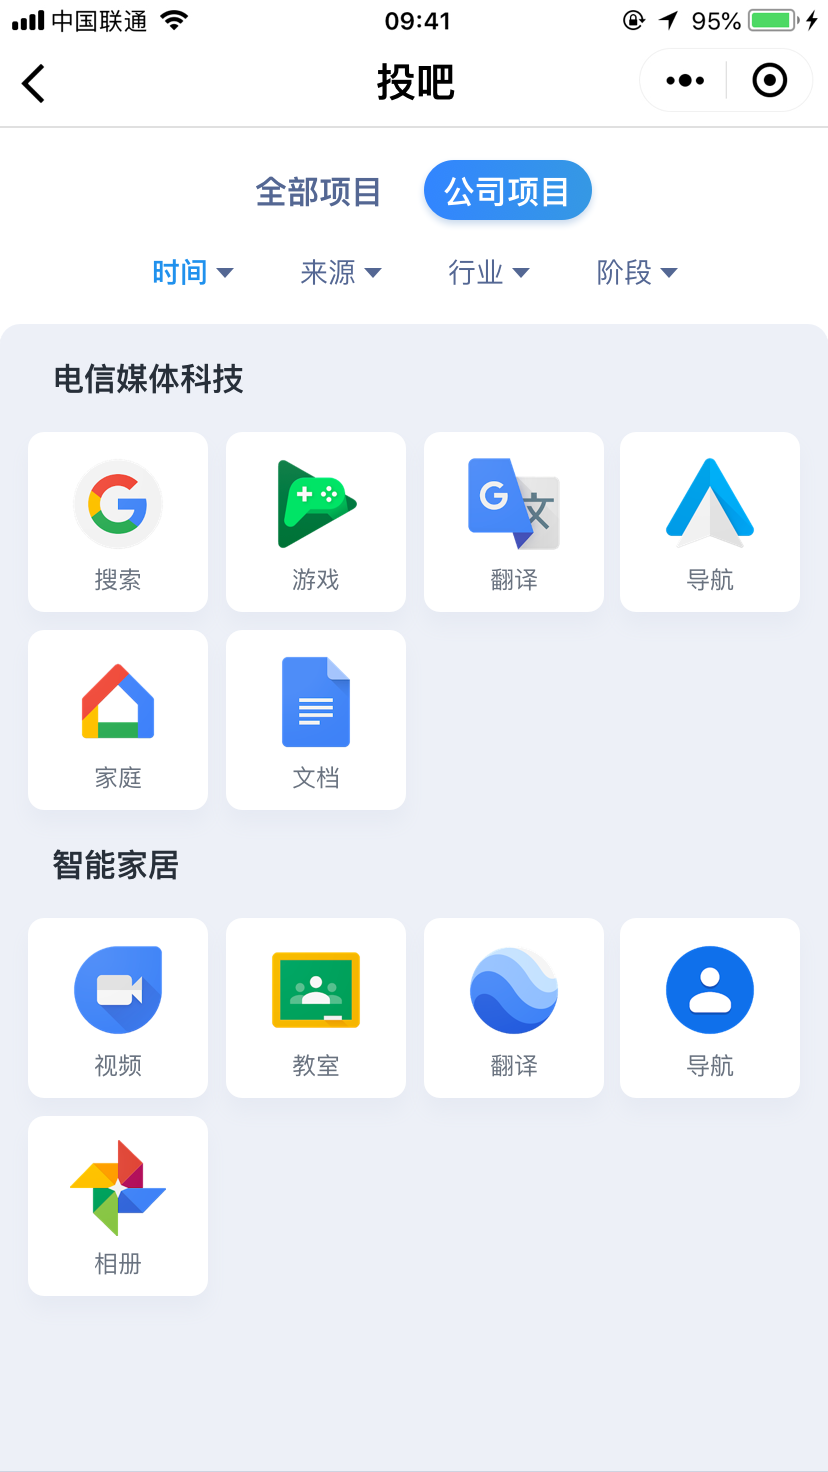 中国联通 09:41 95%
投吧
全部项目 公司项目
时间 来源 行业 阶段
电信媒体科技
G G 文
搜索 游戏 翻译 导航
家庭 文档
智能家居
视频 教室 翻译 导航
相册